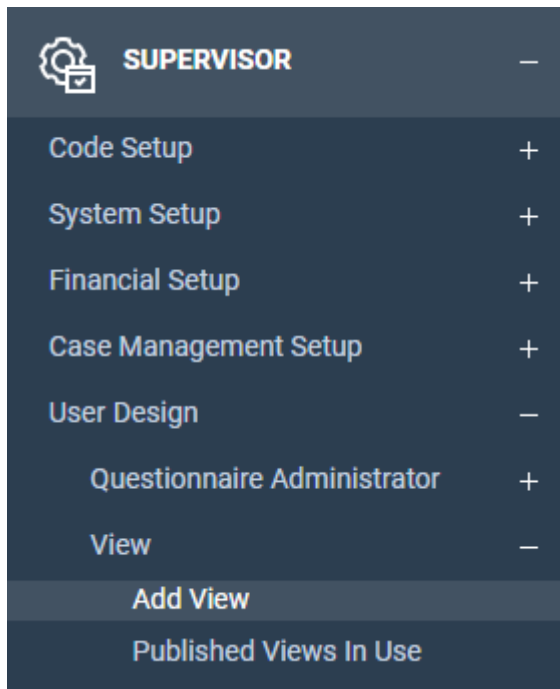 SUPERVISOR −
Code Setup +
System Setup +
Financial Setup +
Case Management Setup +
User Design −
Questionnaire Administrator +
View −
Add View
Published Views In Use